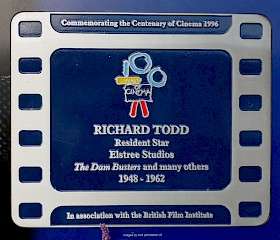 Commemorating the Centenary of Cinema 1996
CINEMA
RICHARD TODD
Resident Star
Elstree Studios
The Dam Busters and many others
1948 - 1962
In association with the British Film Institute